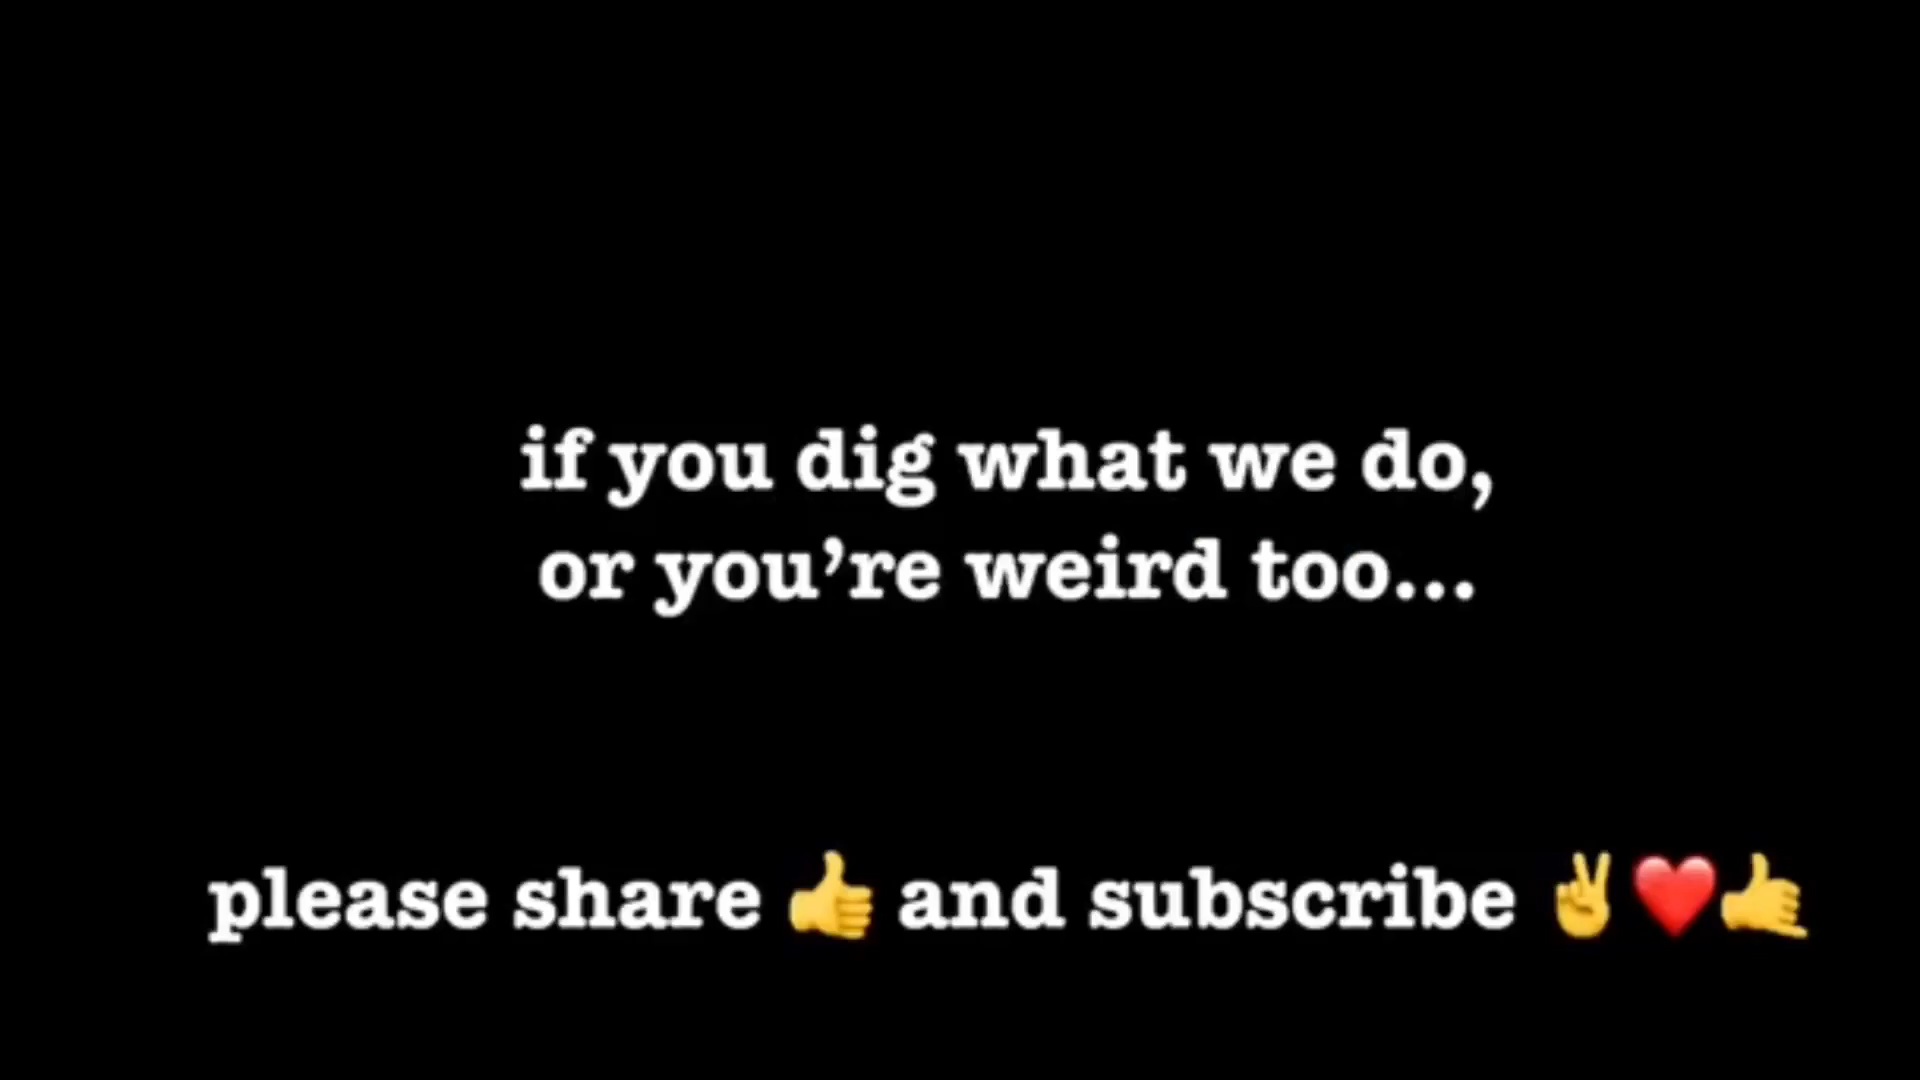 if you dig what we do,
or you’re weird too...
please share 👍 and subscribe ✌️❤️🤙